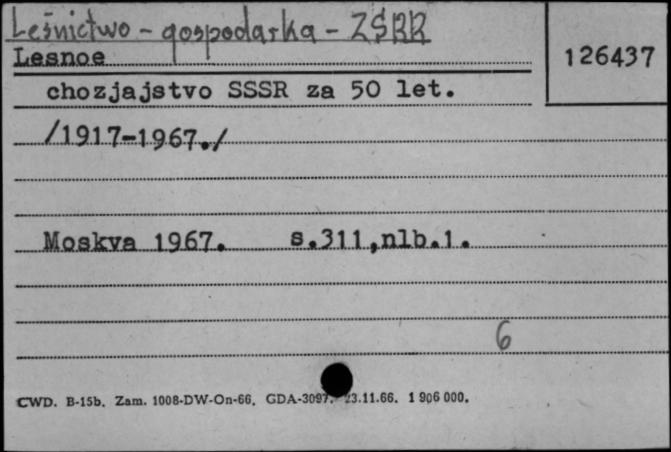 Leśnictwo - gospodarka - ZSRR
Lesnoe
126437
chozjajstvo SSSR za 50 let.
/1917-1967./
Moskva 1967. s.311,nlb.1.
6
CWD. B-15b. Zam. 1008-DW-On-66. GDA-3097. 23.11.66. 1 906 000.